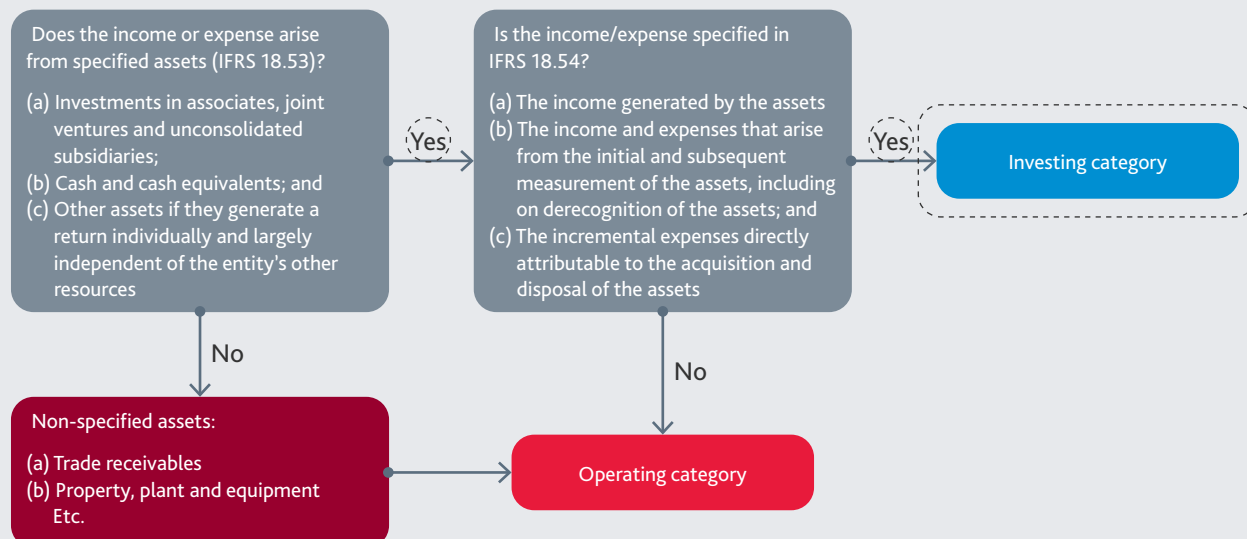 Does the income or expense arise
from specified assets (IFRS 18.53)?
(a) Investments in associates, joint
ventures and unconsolidated
subsidiaries;
(b) Cash and cash equivalents; and
(c) Other assets if they generate a
return individually and largely
independent of the entity's other
resources
Yes
Is the income/expense specified in
IFRS 18.54?
(a) The income generated by the assets
(b) The income and expenses that arise
from the initial and subsequent
measurement of the assets, including
on derecognition of the assets; and
(c) The incremental expenses directly
attributable to the acquisition and
disposal of the assets
Yes
Investing category
No
No
Non-specified assets:
(a) Trade receivables
(b) Property, plant and equipment
Etc.
Operating category